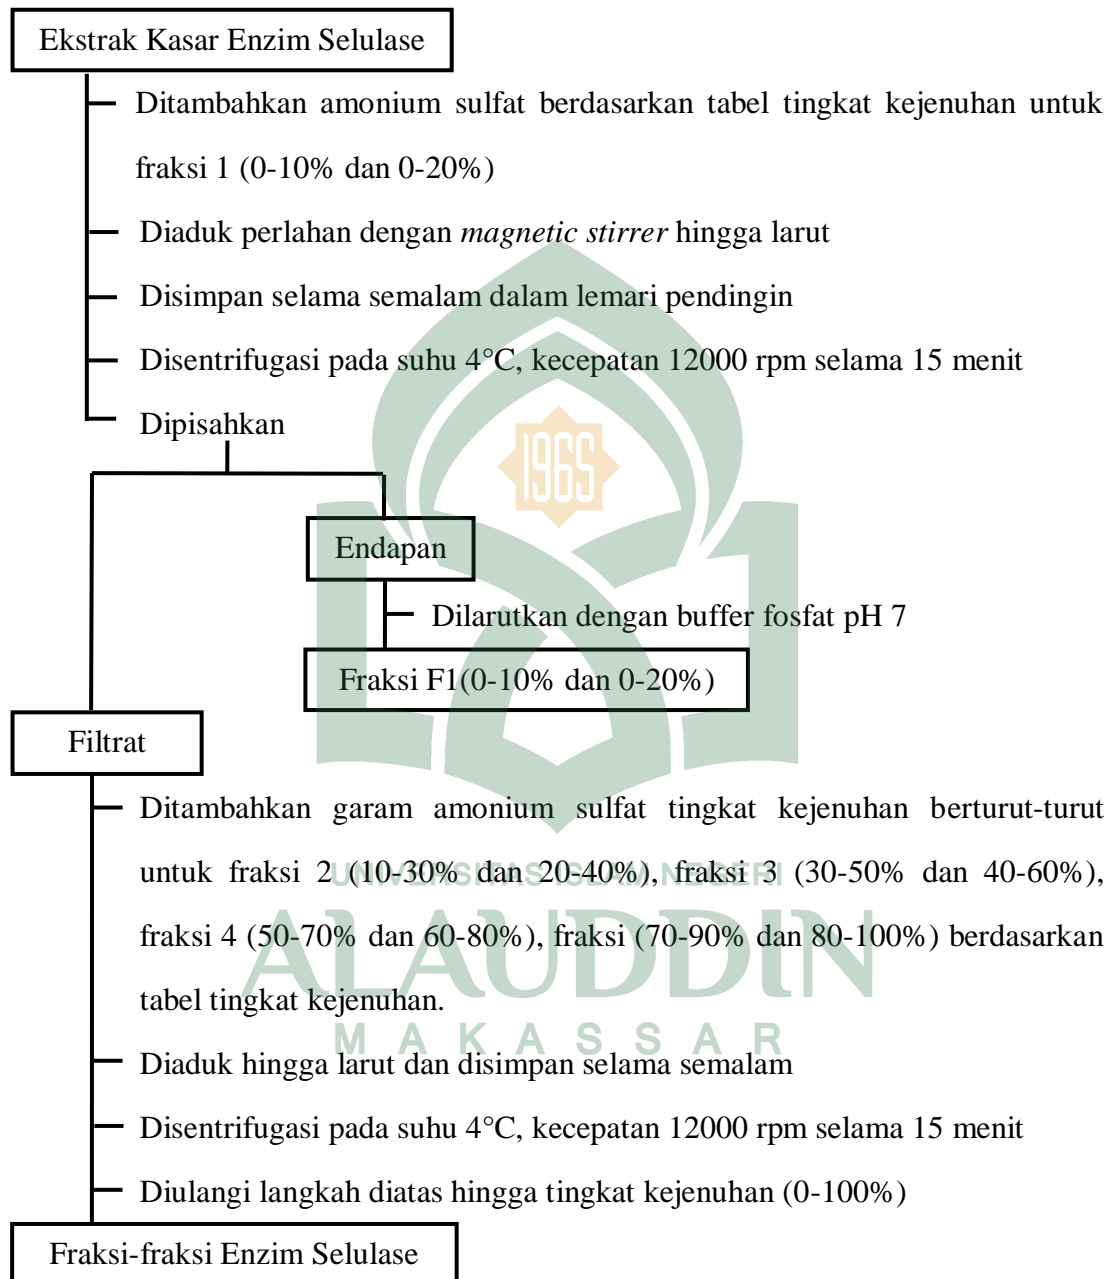 Ekstrak Kasar Enzim Selulase
Ditambahkan amonium sulfat berdasarkan tabel tingkat kejenuhan untuk
fraksi 1 (0-10% dan 0-20%)
Diaduk perlahan dengan magnetic stirrer hingga larut
Disimpan selama semalam dalam lemari pendingin
Disentrifugasi pada suhu 4°C, kecepatan 12000 rpm selama 15 menit
Dipisahkan
1965
Endapan
Dilarutkan dengan buffer fosfat pH 7
Fraksi F1(0-10% dan 0-20%)
Filtrat
Ditambahkan garam amonium sulfat tingkat kejenuhan berturut-turut
untuk fraksi 2 (10-30% dan 20-40%), fraksi 3 (30-50% dan 40-60%),
UNIVERSITAS ISLAM NEGERI
fraksi 4 (50-70% dan 60-80%), fraksi (70-90% dan 80-100%) berdasarkan
ALAUDDIN
tabel tingkat kejenuhan.
MAKASSAR
Diaduk hingga larut dan disimpan selama semalam
Disentrifugasi pada suhu 4°C, kecepatan 12000 rpm selama 15 menit
Diulangi langkah diatas hingga tingkat kejenuhan (0-100%)
Fraksi-fraksi Enzim Selulase